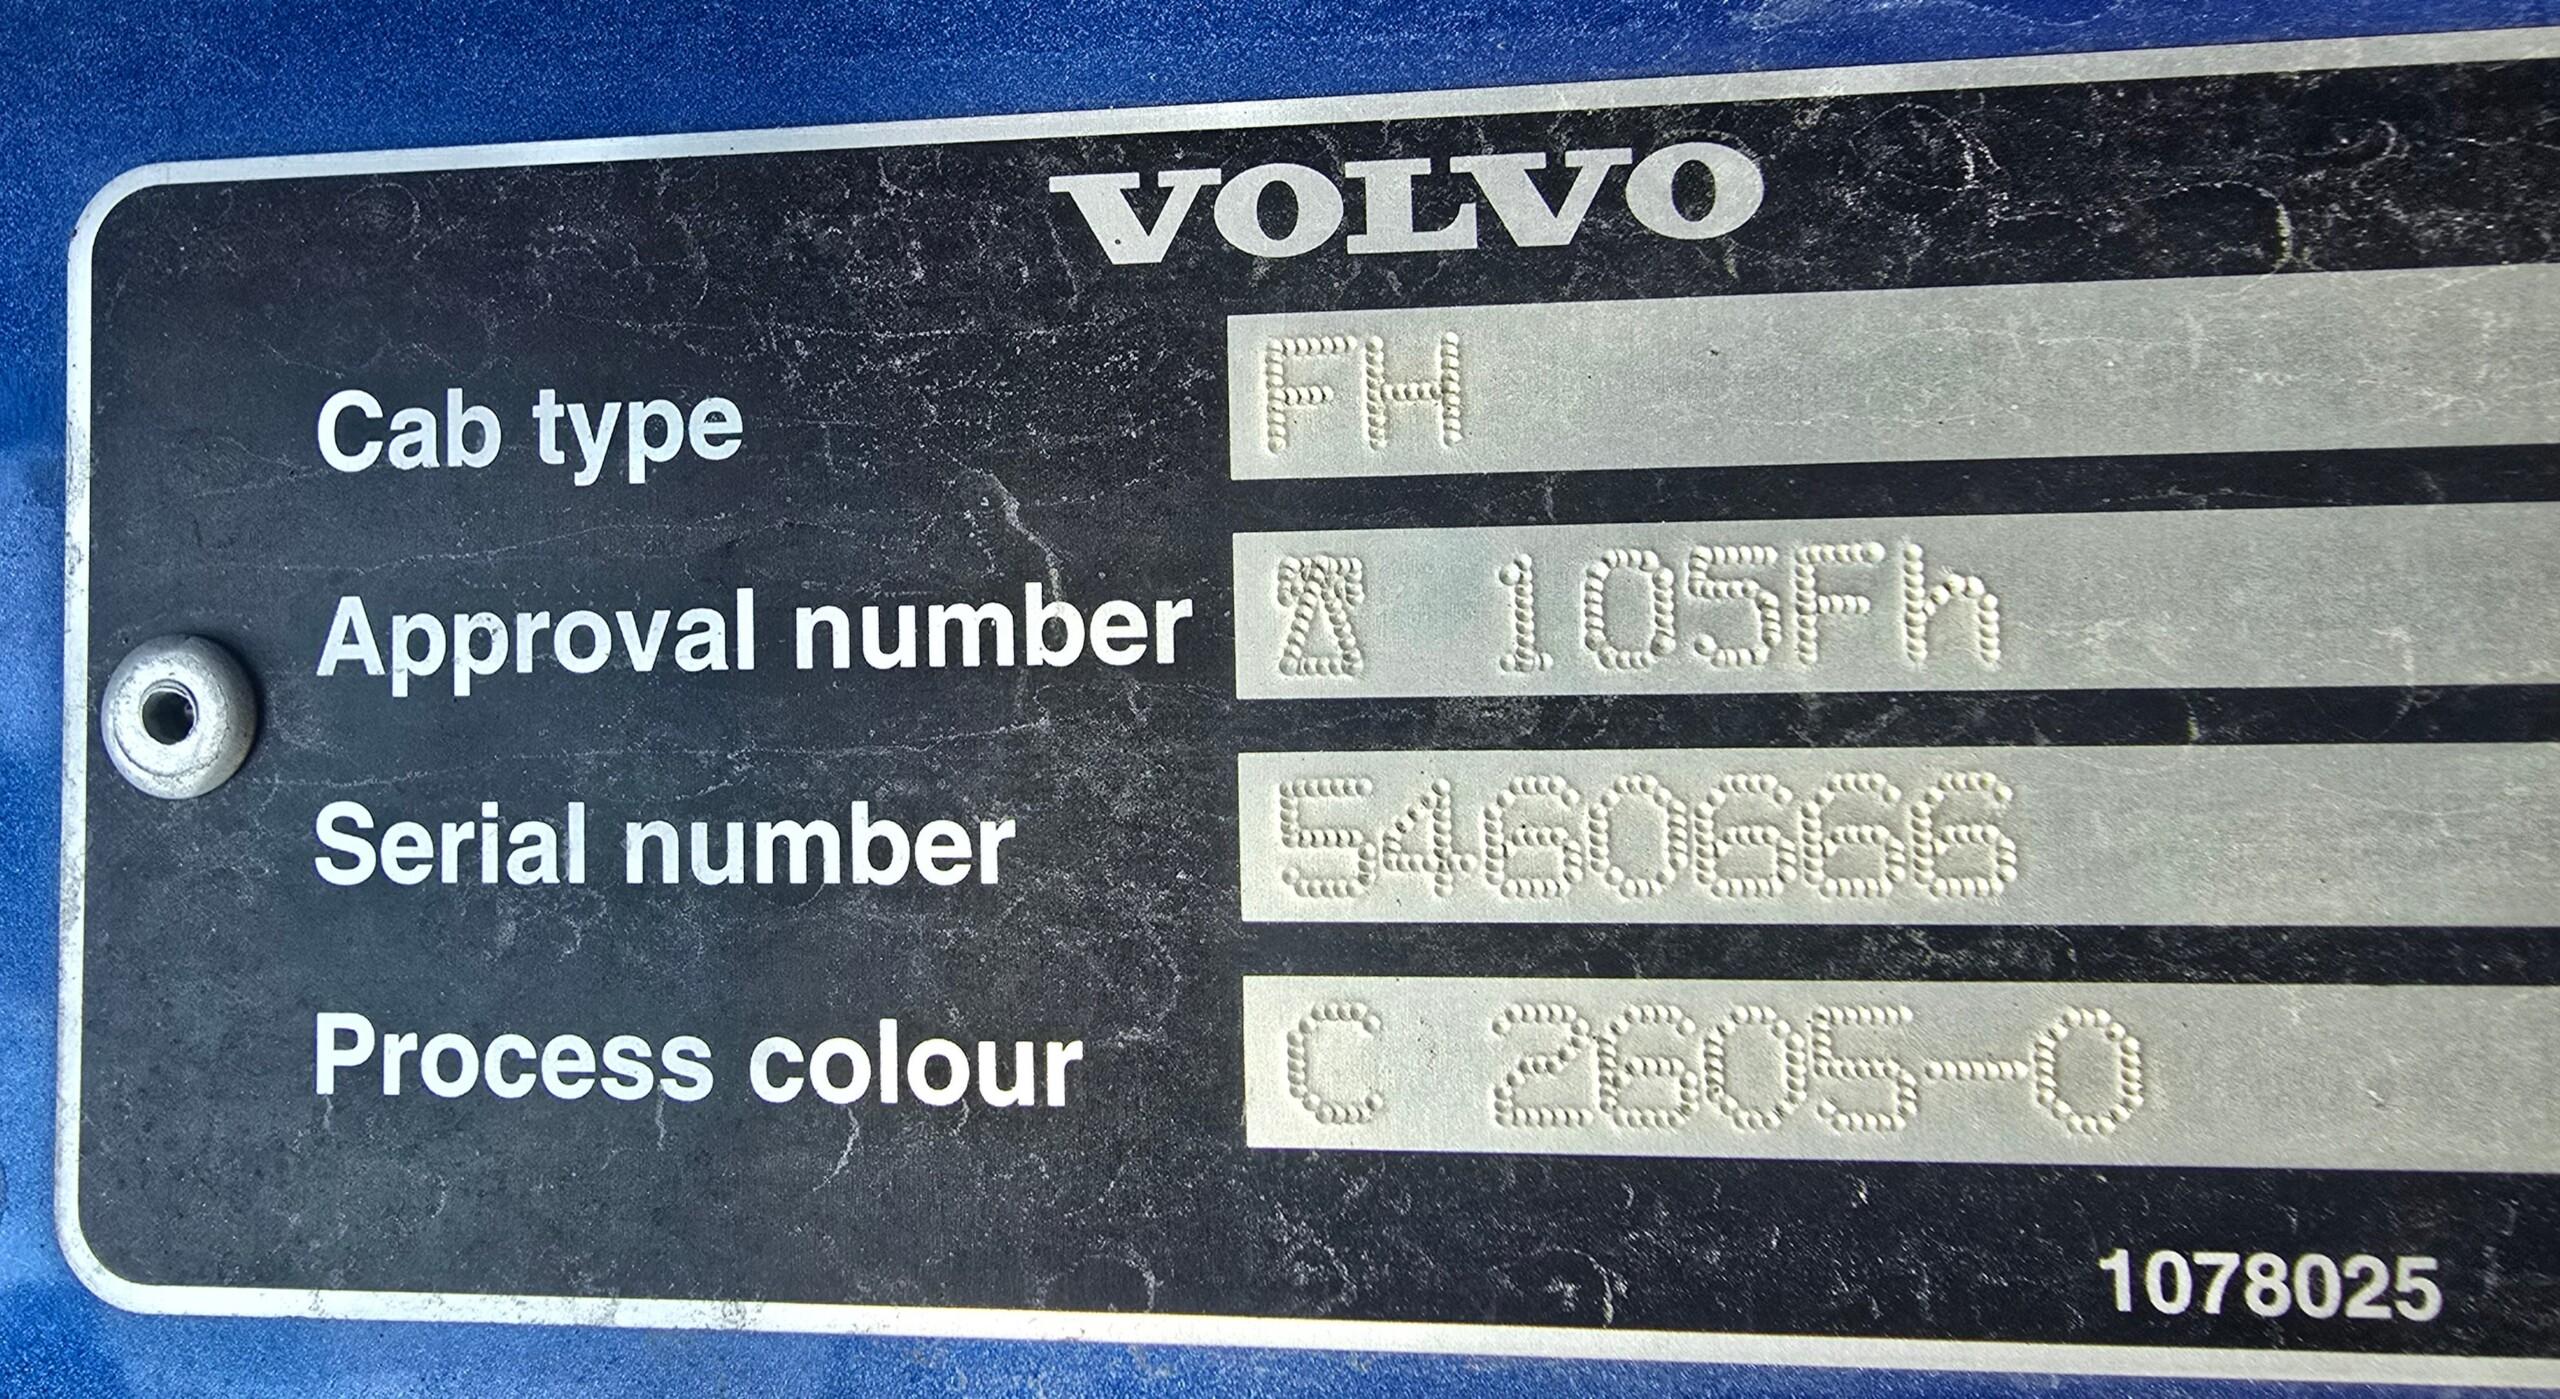 VOLVO
Cab type FH
Approval number 105Fh
Serial number 5460666
Process colour C 2605-0
1078025